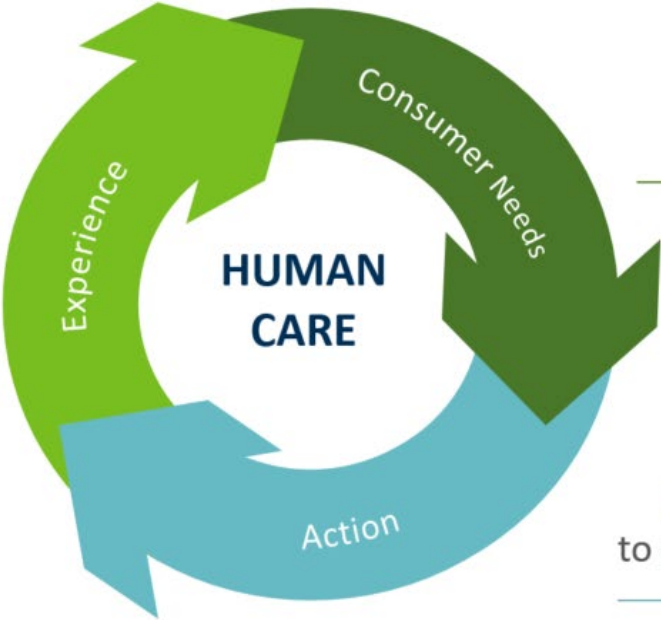 Consumer Needs
Experience
HUMAN
CARE
Action
to